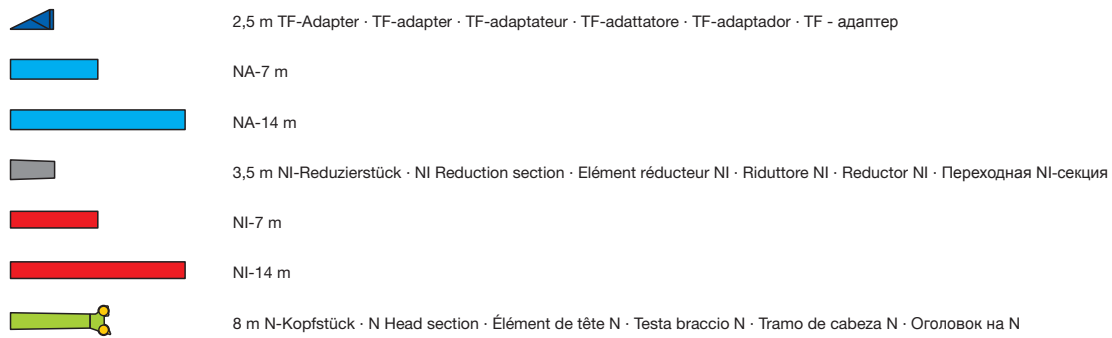 2,5 m TF-Adapter · TF-adapter · TF-adaptateur · TF-adattatore · TF-adaptador · TF - адаптер
NA-7 m
NA-14 m
3,5 m NI-Reduzierstück · NI Reduction section · Elément réducteur NI · Riduttore NI · Reductor NI · Переходная NI-секция
NI-7 m
NI-14 m
8 m N-Kopfstück · N Head section · Élément de tête N · Testa braccio N · Tramo de cabeza N · Оголовок на N